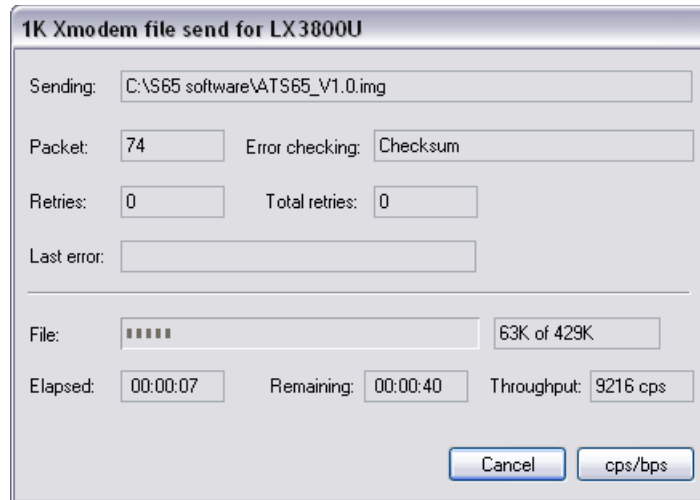 1K Xmodem file send for LX3800U
Sending: C:\S65 software\ATS65_V1.0.img
Packet: 74 Error checking: Checksum
Retries: 0 Total retries: 0
Last error:
File: 63K of 429K
Elapsed: 00:00:07 Remaining: 00:00:40 Throughput: 9216 cps
Cancel cps/bps